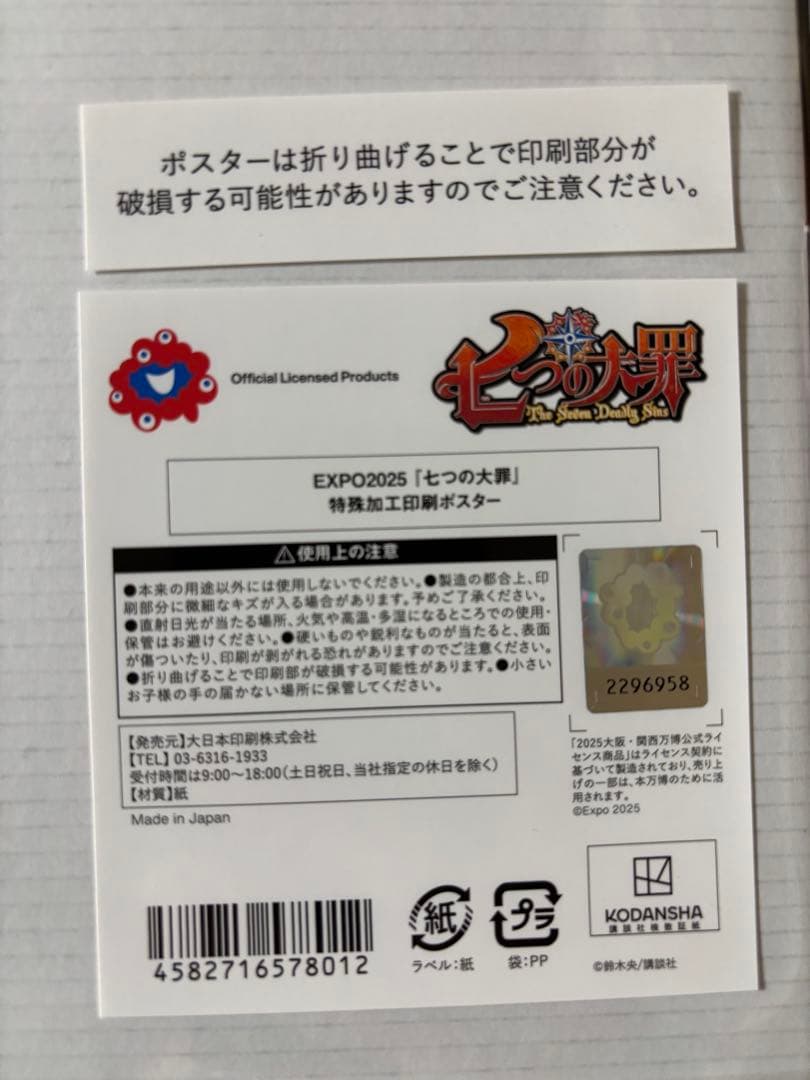 ポスターは折り曲げることで印刷部分が
破損する可能性がありますのでご注意ください。
Official Licensed Products
七つの大罪
The Seven Deadly Sins
EXPO2025『七つの大罪』
特殊加工印刷ポスター
⚠使用上の注意
●本来の用途以外には使用しないでください。●製造の都合上、印
刷部分に微細なキズが入る場合があります。予めご了承ください。
●直射日光が当たる場所、火気や高温・多湿になるところでの使用・
保管はお避けください。●硬いものや鋭利なものが当たると、表面
が傷ついたり、印刷が剥がれる恐れがありますのでご注意ください。
●折り曲げることで印刷部が破損する可能性があります。●小さい
お子様の手の届かない場所に保管してください。
2296958
「2025大阪・関西万博公式ライ
センス商品」はライセンス契約に
基づいて製造されており、売り上
げの一部は、本万博のために活
用されます。
©Expo 2025
【発売元】大日本印刷株式会社
【TEL】03-6316-1933
受付時間は9:00〜18:00（土日祝日、当社指定の休日を除く）
【材質】紙
Made in Japan
4582716578012
紙
ラベル：紙
プラ
袋：PP
KODANSHA
講談社複製証紙
©鈴木央/講談社